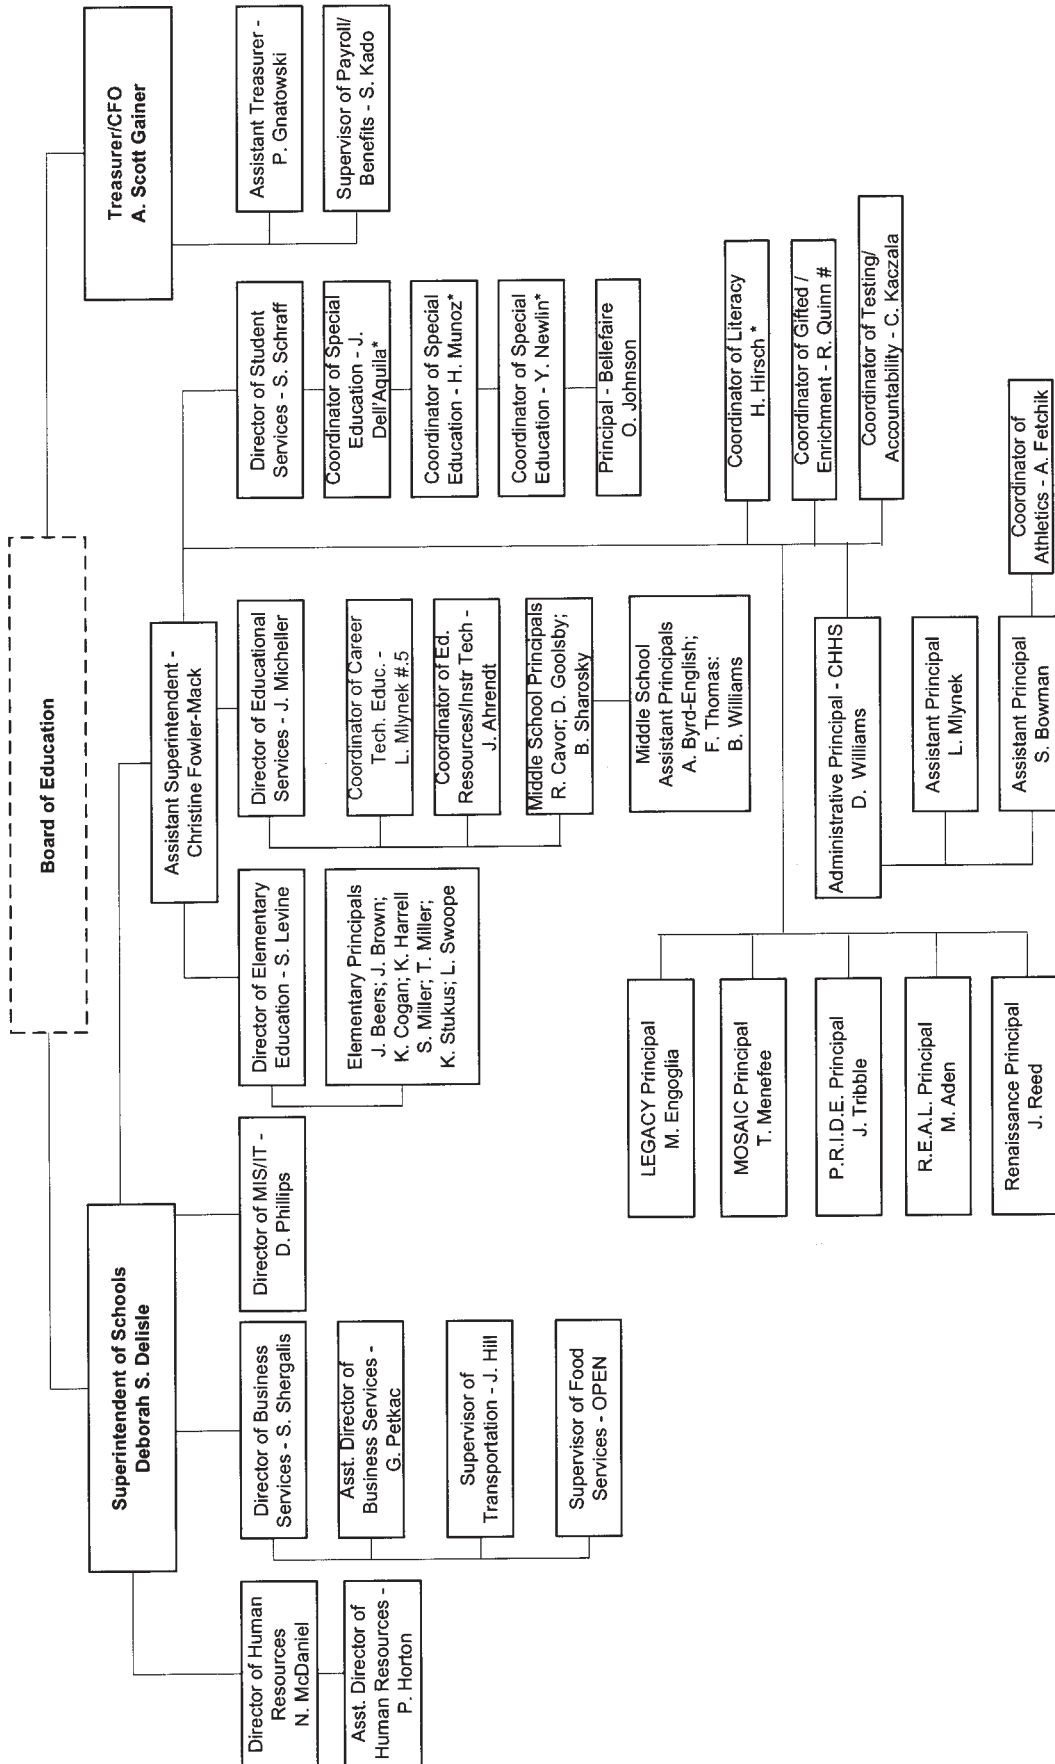 Board of Education
Superintendent of Schools
Deborah S. Delisle
Treasurer/CFO
A. Scott Gainer
Assistant Superintendent -
Christine Fowler-Mack
Director of Human
Resources
N. McDaniel
Asst. Director of
Human Resources -
P. Horton
Director of Business
Services - S. Shergalis
Asst. Director of
Business Services -
G. Petkac
Supervisor of
Transportation - J. Hill
Supervisor of Food
Services - OPEN
Director of MIS/IT -
D. Phillips
Director of Elementary
Education - S. Levine
Elementary Principals
J. Beers; J. Brown;
K. Cogan; K. Harrell
S. Miller; T. Miller;
K. Stukus; L. Swoope
Director of Educational
Services - J. Micheller
Coordinator of Career
Tech. Educ. -
L. Mlynek #.5
Coordinator of Ed.
Resources/Instr Tech -
J. Ahrendt
Middle School Principals
R. Cavor; D. Goolsby;
B. Sharosky
Middle School
Assistant Principals
A. Byrd-English;
F. Thomas:
B. Williams
Director of Student
Services - S. Schraff
Coordinator of Special
Education - J.
Dell'Aquila*
Coordinator of Special
Education - H. Munoz*
Coordinator of Special
Education - Y. Newlin*
Principal - Bellefaire
O. Johnson
Assistant Treasurer -
P. Gnatowski
Supervisor of Payroll/
Benefits - S. Kado
Coordinator of Literacy
H. Hirsch *
Coordinator of Gifted /
Enrichment - R. Quinn #
Coordinator of Testing/
Accountability - C. Kaczala
LEGACY Principal
M. Engoglia
MOSAIC Principal
T. Menefee
P.R.I.D.E. Principal
J. Tribble
R.E.A.L. Principal
M. Aden
Renaissance Principal
J. Reed
Administrative Principal - CHHS
D. Williams
Assistant Principal
L. Mlynek
Assistant Principal
S. Bowman
Coordinator of
Athletics - A. Fetchik